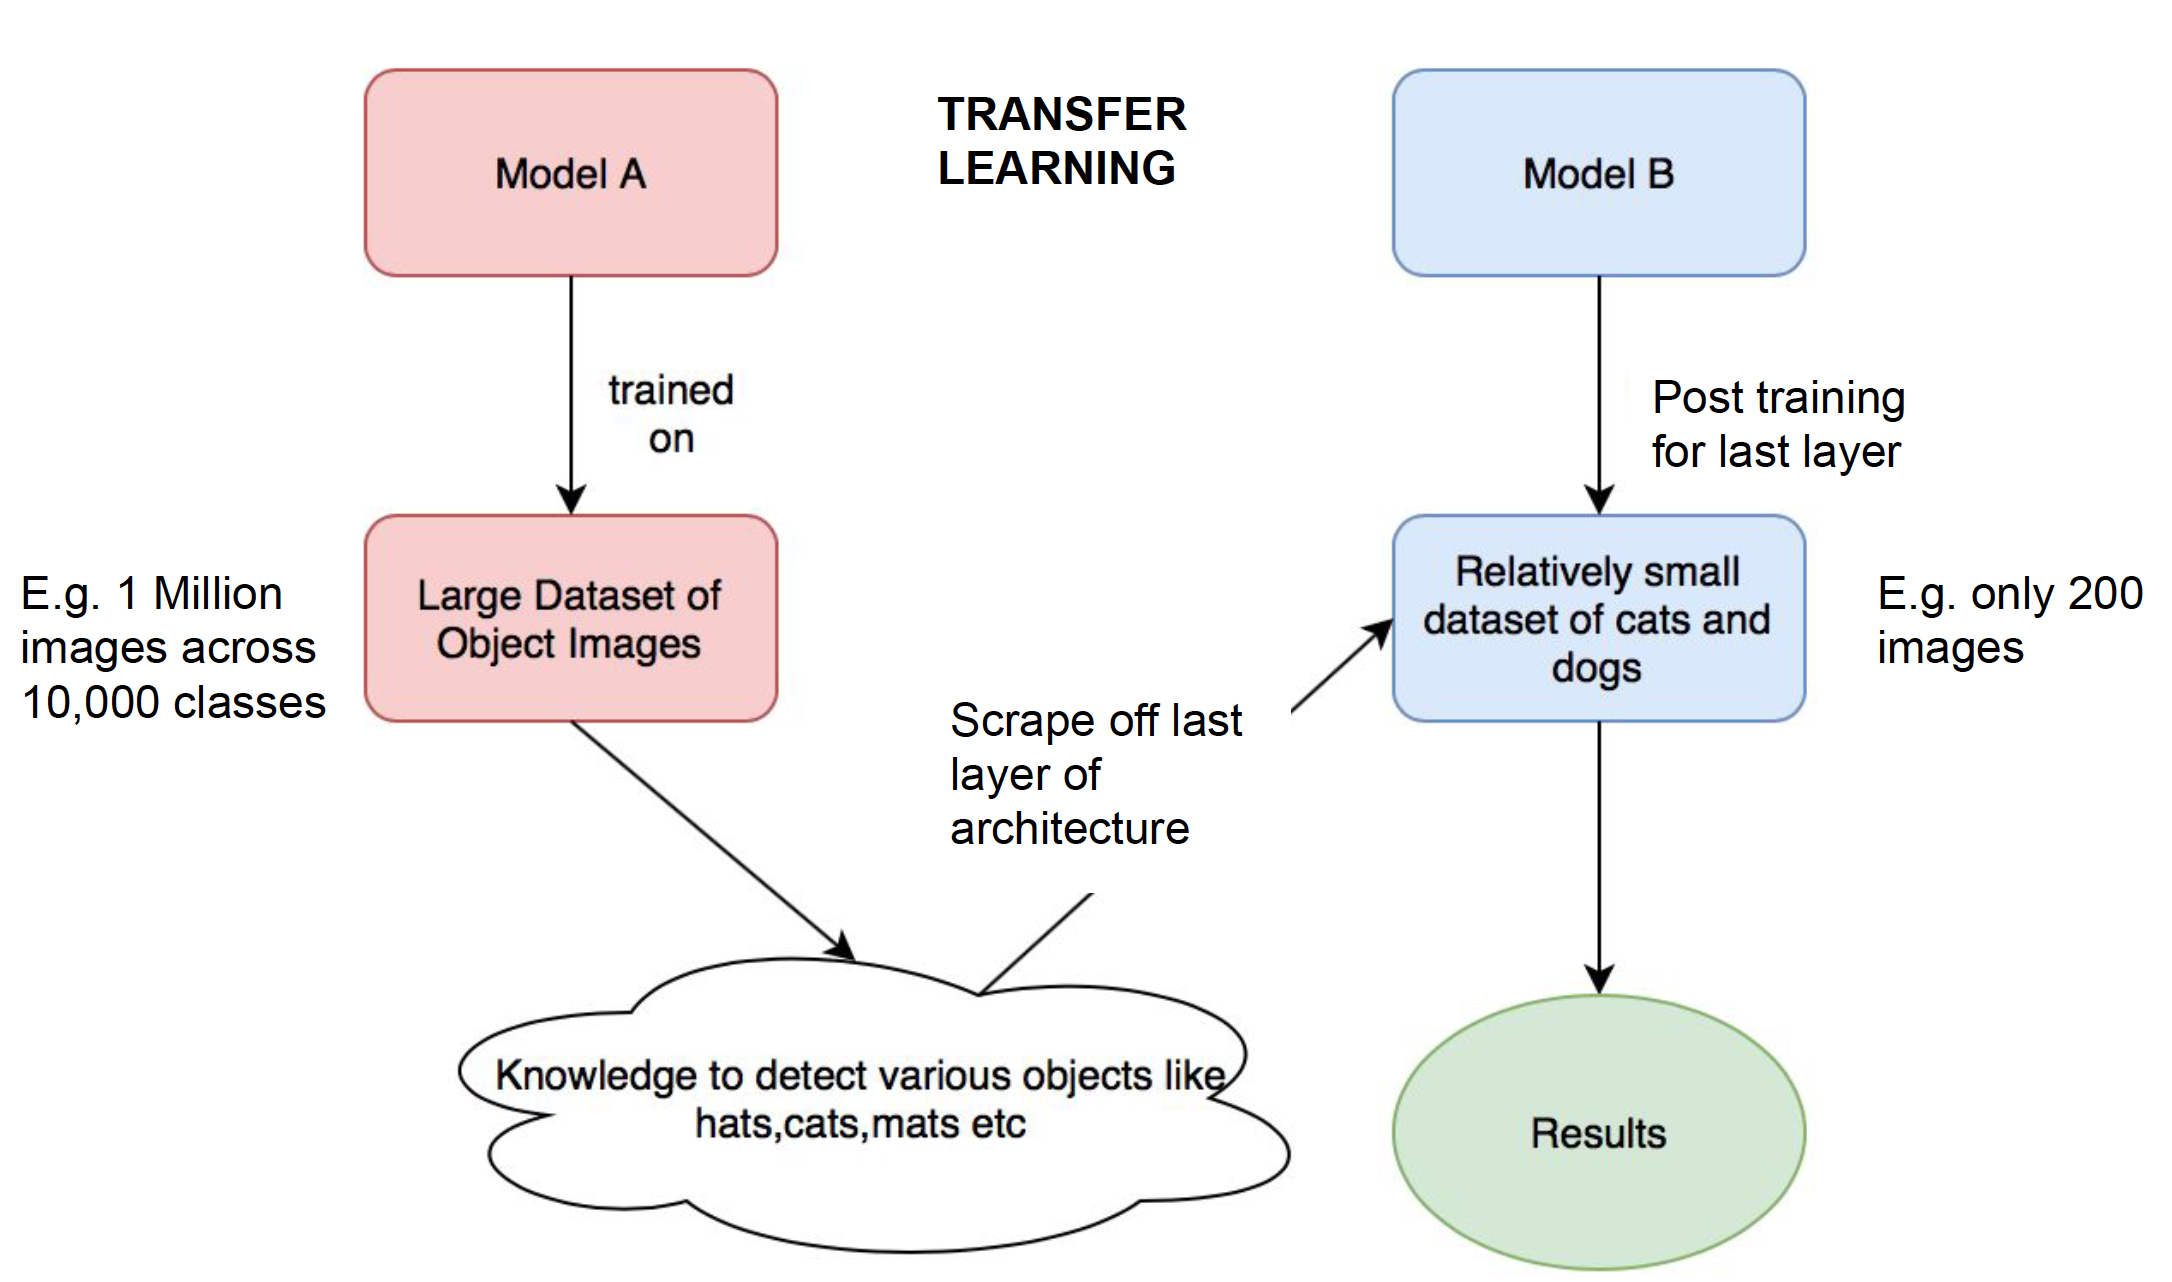 Model A
TRANSFER
LEARNING
Model B
trained
on
Post training
for last layer
E.g. 1 Million
images across
10,000 classes
Large Dataset of
Object Images
Relatively small
dataset of cats and
dogs
E.g. only 200
images
Scrape off last
layer of
architecture
Knowledge to detect various objects like
hats,cats,mats etc
Results